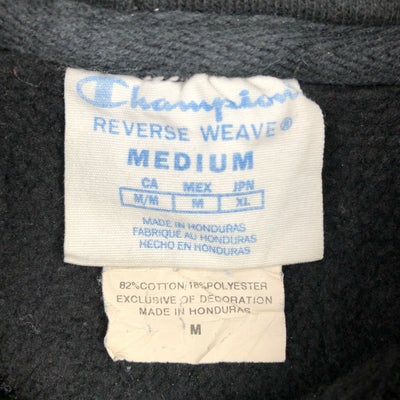 Champion
REVERSE WEAVE®
MEDIUM
CA MEX JPN
M/M M XL
MADE IN HONDURAS
FABRIQUÉ AU HONDURAS
HECHO EN HONDURAS
82%COTTON/18%POLYESTER
EXCLUSIVE OF DECORATION
MADE IN HONDURAS
M